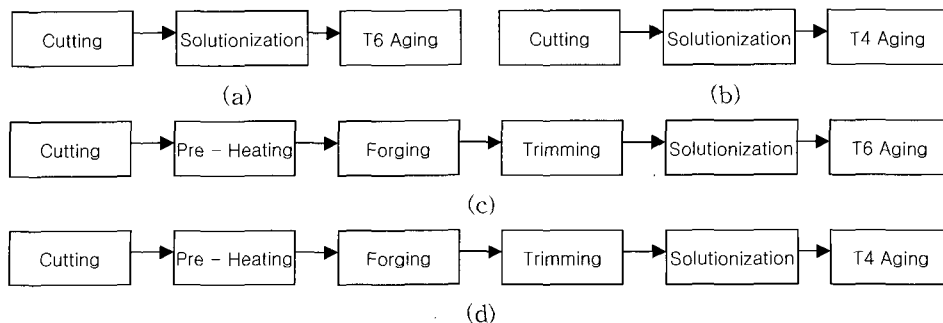 Cutting Solutionization T6 Aging
(a)
Cutting Solutionization T4 Aging
(b)
Cutting Pre - Heating Forging Trimming Solutionization T6 Aging
(c)
Cutting Pre - Heating Forging Trimming Solutionization T4 Aging
(d)